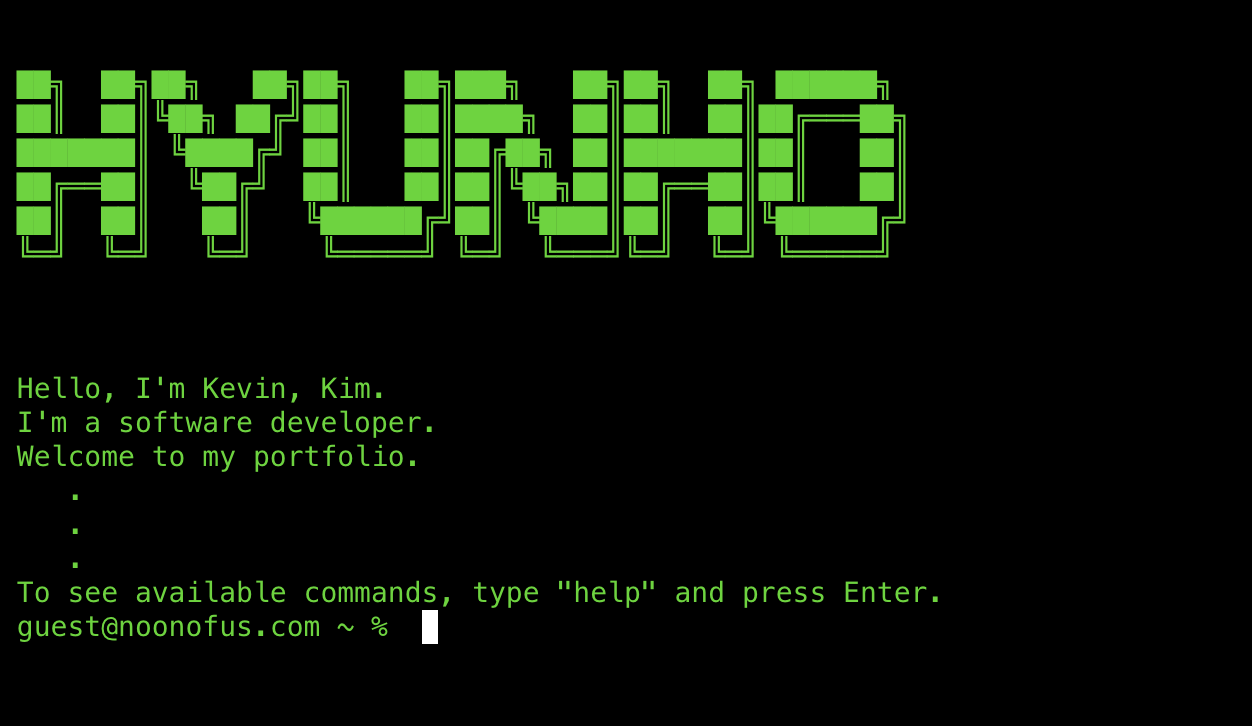 HYUNHO
Hello, I'm Kevin, Kim.
I'm a software developer.
Welcome to my portfolio.
.
.
.
To see available commands, type "help" and press Enter.
guest@noonofus.com ~ %